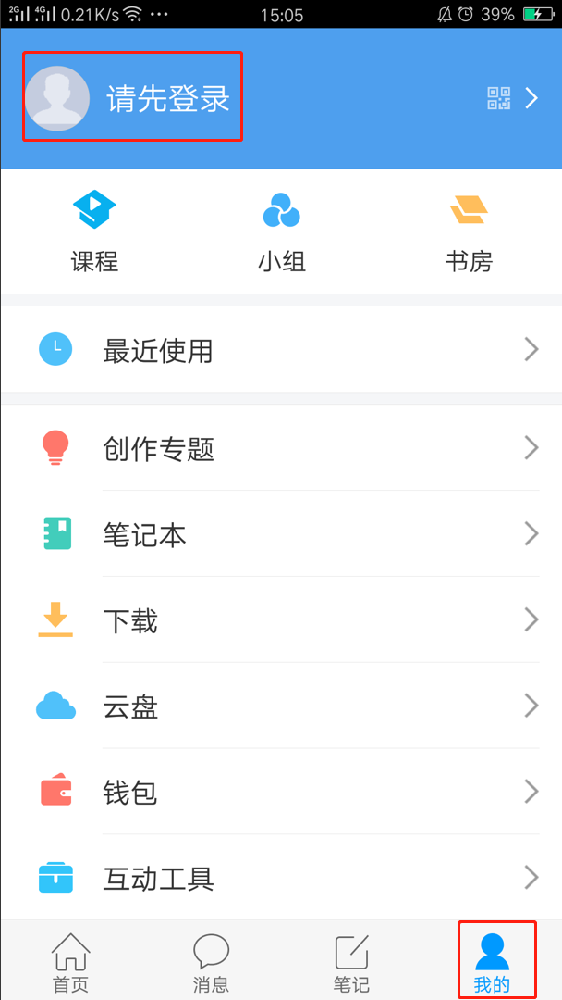 2G 4G 0.21K/s ··· 15:05 39%
请先登录
课程 小组 书房
最近使用
创作专题
笔记本
下载
云盘
钱包
互动工具
首页 消息 笔记 我的